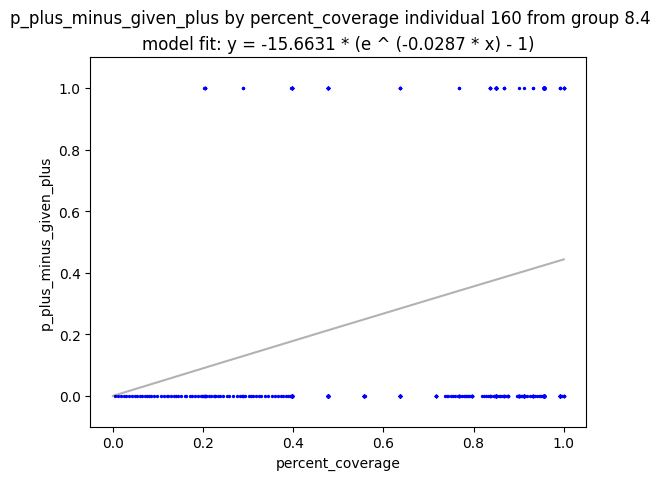 p_plus_minus_given_plus by percent_coverage individual 160 from group 8.4
model fit: y = -15.6631 * (e ^ (-0.0287 * x) - 1)
1.0
0.8
0.6
0.4
0.2
0.0
p_plus_minus_given_plus
0.0 0.2 0.4 0.6 0.8 1.0
percent_coverage